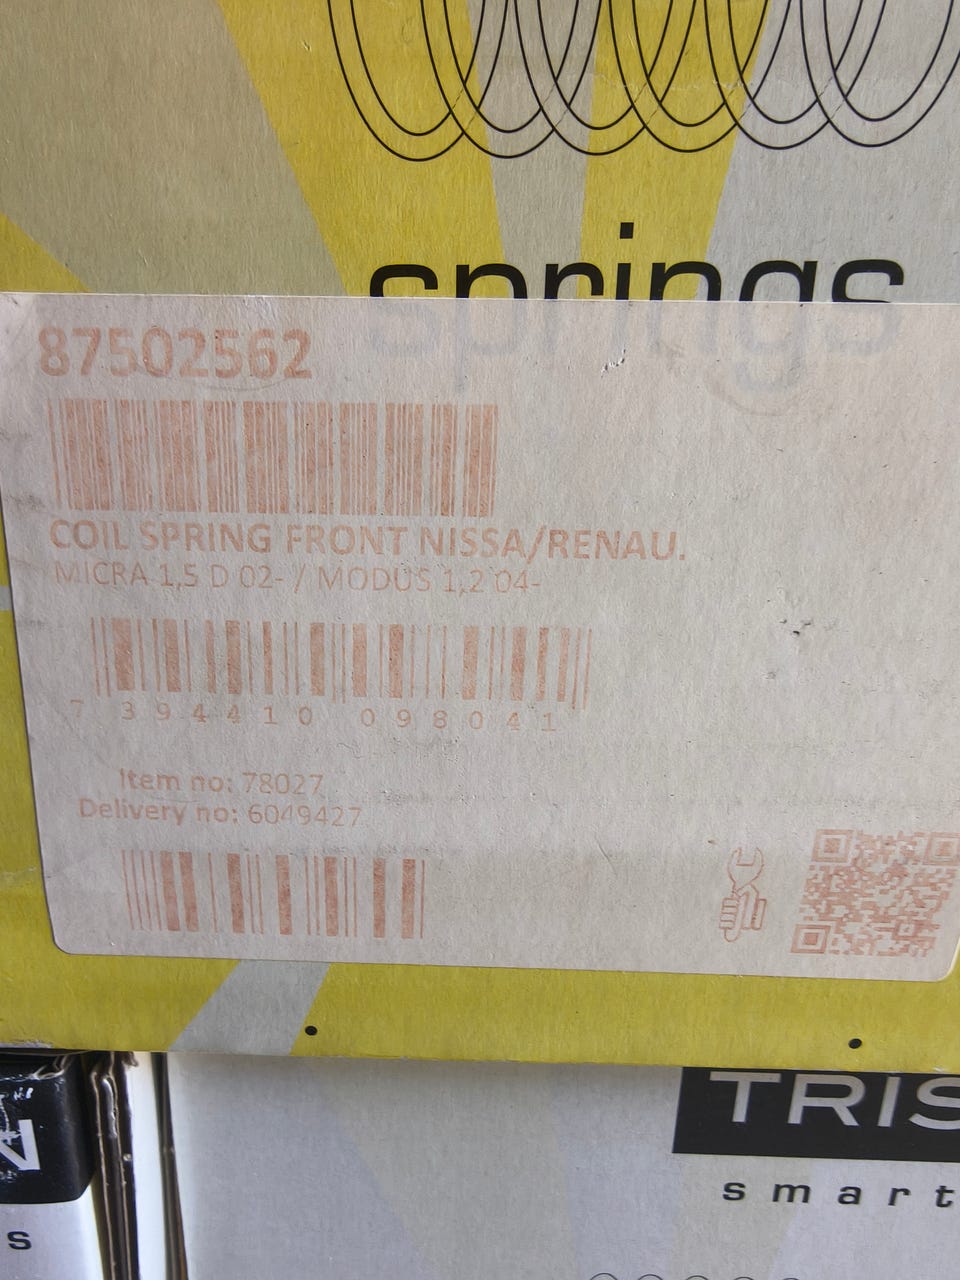 springs
87502562
COIL SPRING FRONT NISSA/RENAU.
MICRA 1,5 D 02- / MODUS 1,2 04-
7 394410 098041
Item no: 78027
Delivery no: 6049427
TRIS
smart
N
s